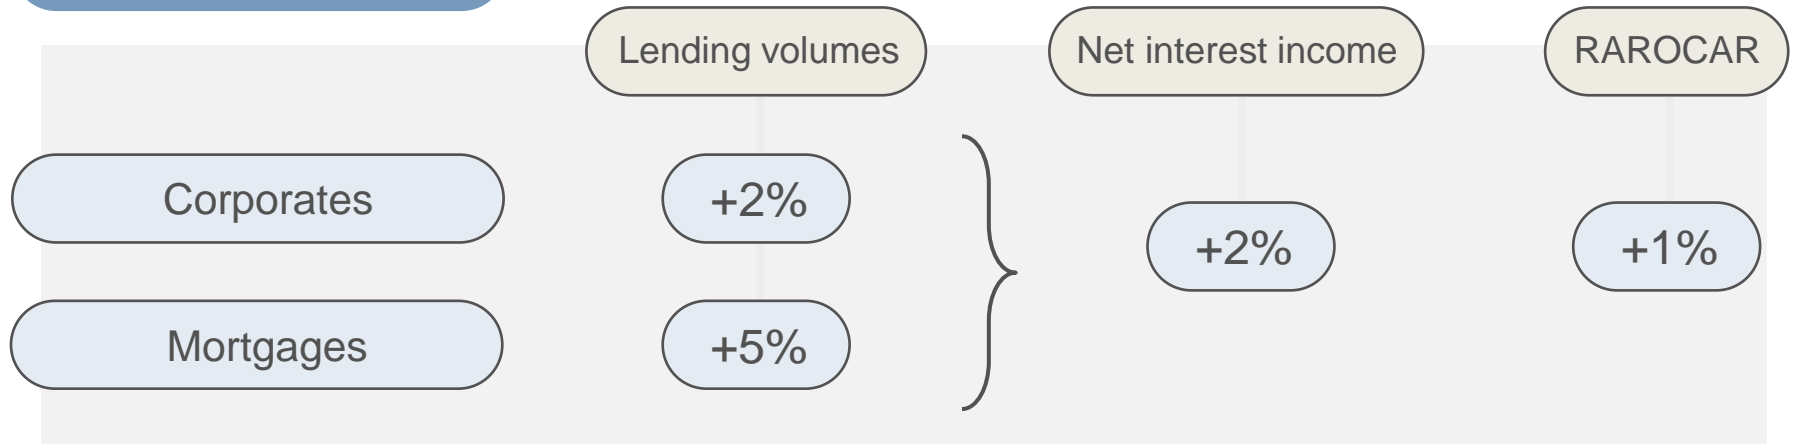 Lending volumes
Net interest income
RAROCAR
Corporates
+2%
+2%
+1%
Mortgages
+5%